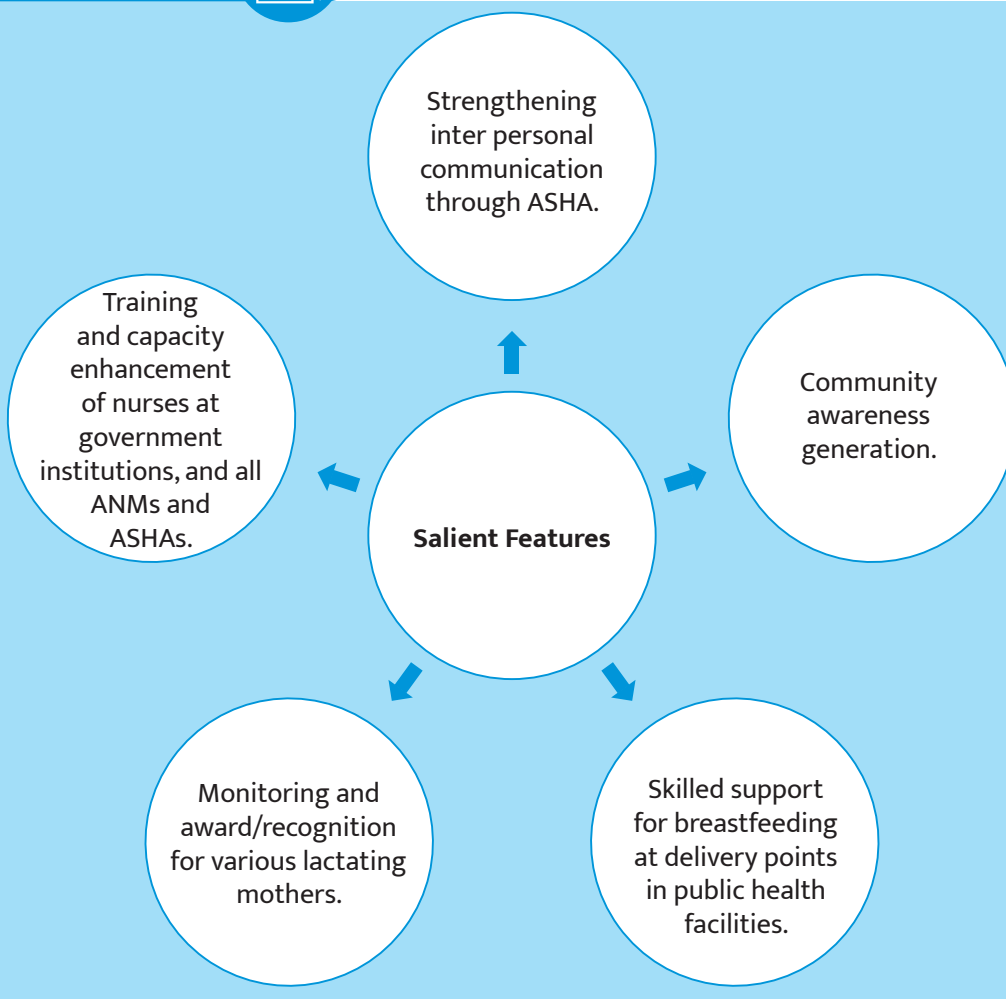 Strengthening
inter personal
communication
through ASHA.
Training
and capacity
enhancement
of nurses at
government
institutions, and all
ANMs and
ASHAs.
Community
awareness
generation.
Salient Features
Monitoring and
award/recognition
for various lactating
mothers.
Skilled support
for breastfeeding
at delivery points
in public health
facilities.